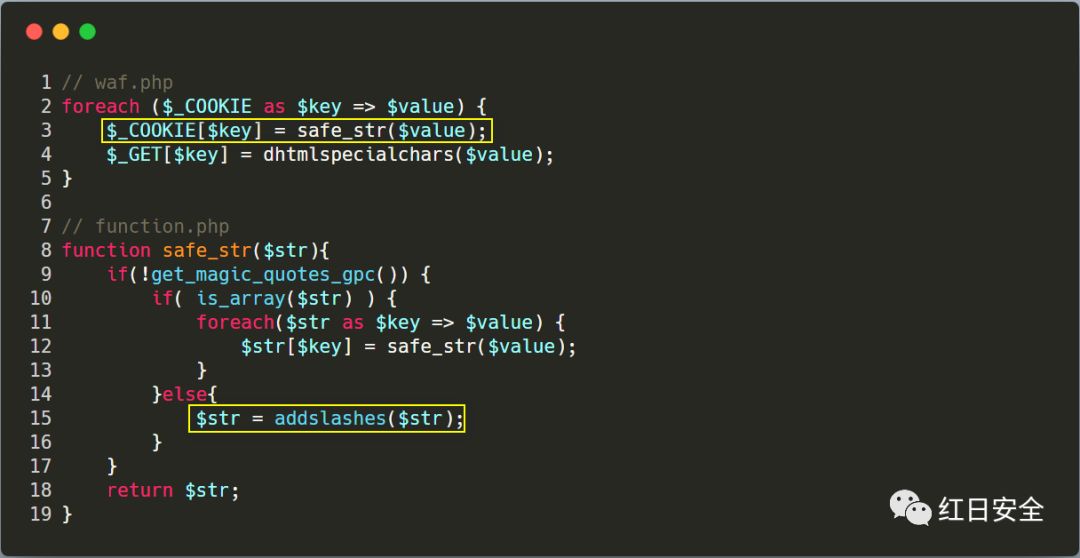 1 // waf.php
2 foreach ($_COOKIE as $key => $value) {
3     $_COOKIE[$key] = safe_str($value);
4     $_GET[$key] = dhtmlspecialchars($value);
5 }
6
7 // function.php
8 function safe_str($str){
9     if(!get_magic_quotes_gpc()) {
10         if( is_array($str) ) {
11             foreach($str as $key => $value) {
12                 $str[$key] = safe_str($value);
13             }
14         }else{
15             $str = addslashes($str);
16         }
17     }
18     return $str;
19 }
红日安全